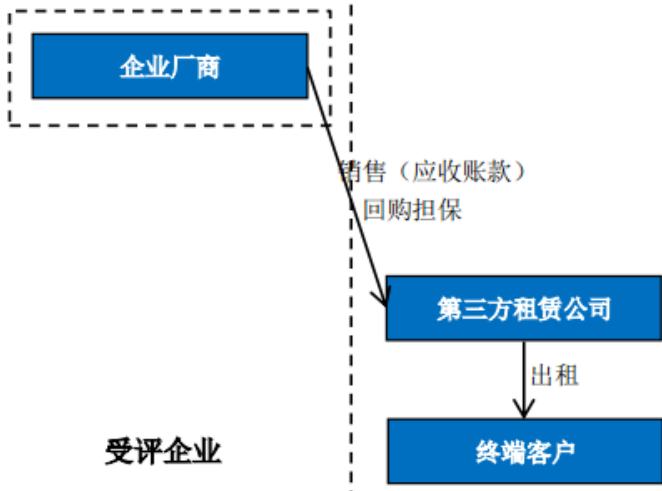 企业厂商
销售（应收账款）
回购担保
第三方租赁公司
出租
受评企业
终端客户